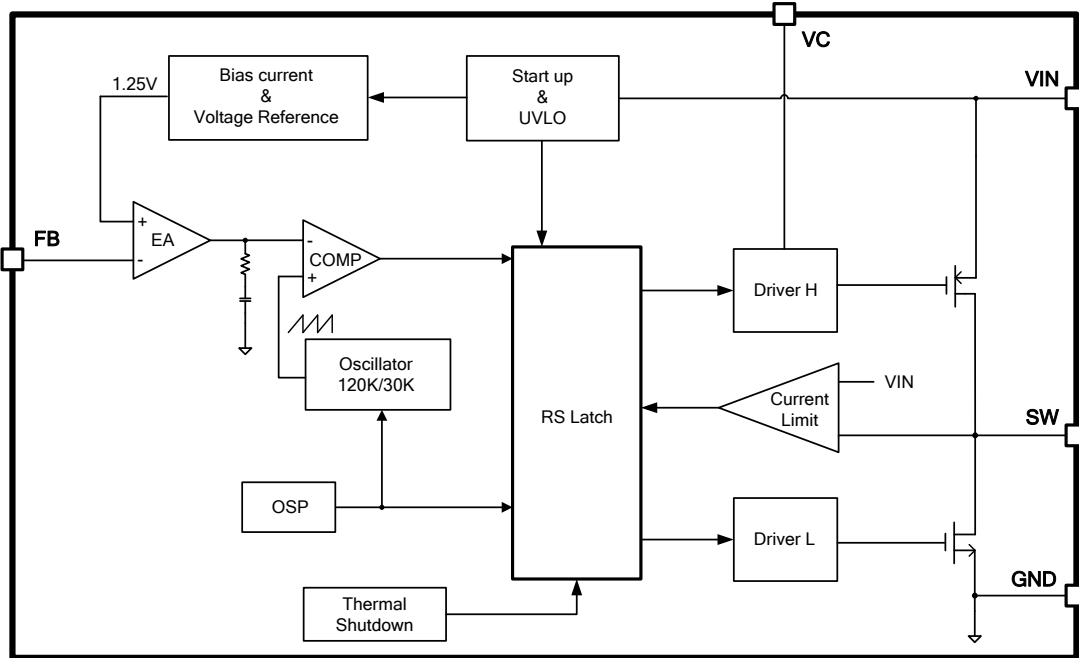 VC
1.25V
Bias current
&
Voltage Reference
Start up
&
UVLO
VIN
FB
+
EA
-
-
COMP
+
Driver H
Oscillator
120K/30K
RS Latch
VIN
Current
Limit
SW
OSP
Driver L
GND
Thermal
Shutdown